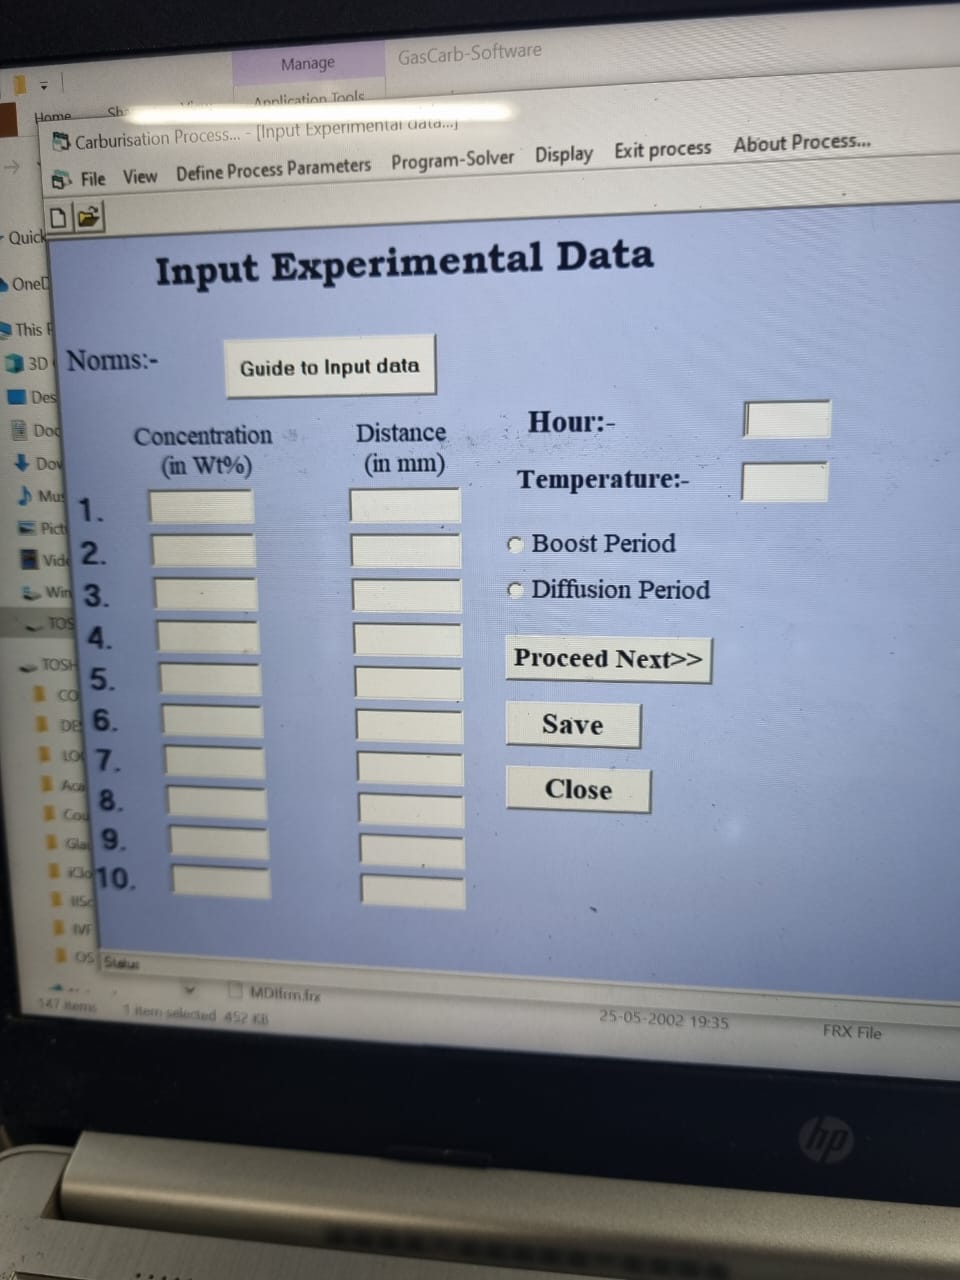 Manage
GasCarb-Software
Home
Application Tools
Carburisation Process... - [Input Experimental data...]
File View Define Process Parameters Program-Solver Display Exit process About Process...
Quick
Input Experimental Data
Norms:-
Guide to Input data
Concentration
(in Wt%)
Distance
(in mm)
Hour:-
Temperature:-
Boost Period
Diffusion Period
Proceed Next>>
Save
Close
1.
2.
3.
4.
5.
6.
7.
8.
9.
10.
OneD
This P
3D
Des
Doc
Dow
Mus
Pict
Vide
Win
TOS
TOSH
CO
DE
LO
Aca
Cou
Gla
IISc
IVF
OS
Status
MDIfrm.frx
147 items 1 item selected 452 KB
25-05-2002 19:35
FRX File
hp